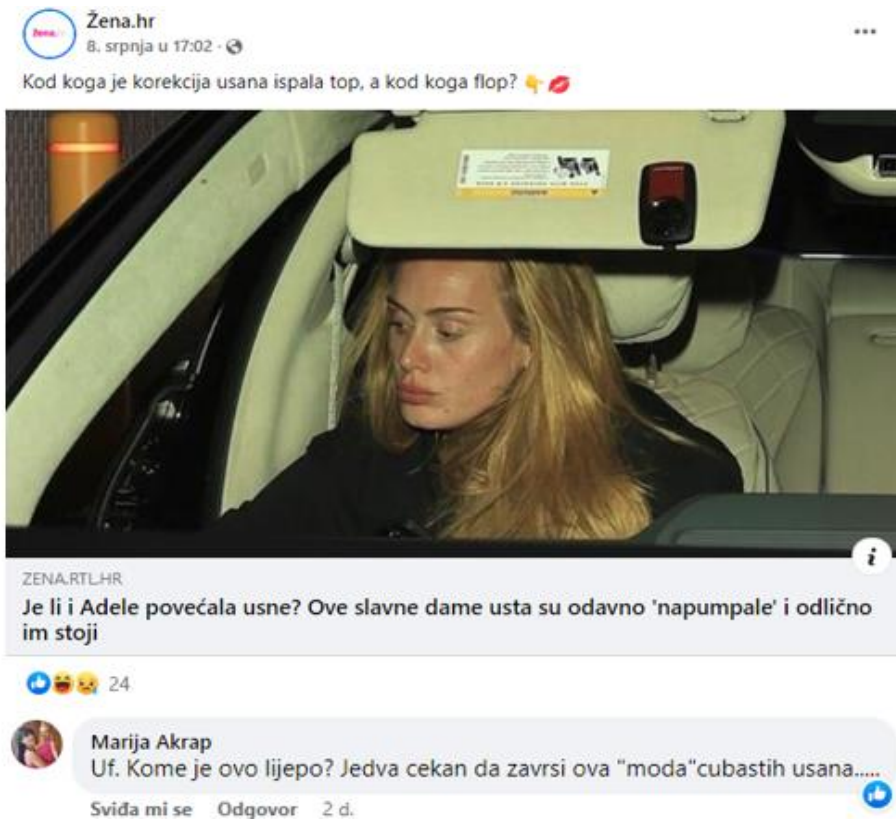 žena.hr
Žena.hr
8. srpnja u 17:02 ·
Kod koga je korekcija usana ispala top, a kod koga flop? 👇💋
ZENA.RTL.HR
Je li i Adele povećala usne? Ove slavne dame usta su odavno 'napumpale' i odlično
im stoji
24
Marija Akrap
Uf. Kome je ovo lijepo? Jedva cekan da zavrsi ova "moda"cubastih usana.....
Sviđa mi se Odgovor 2 d.